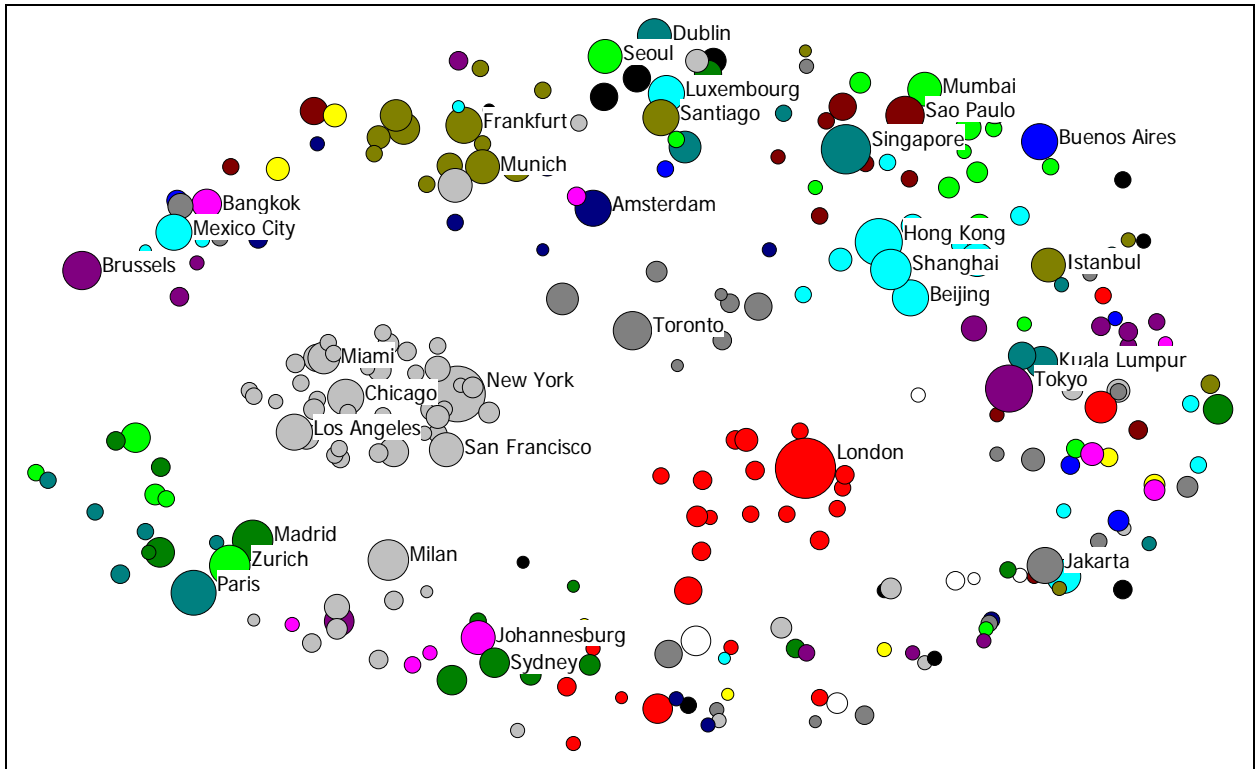 Dublin
Seoul
Mumbai
Luxembourg
Sao Paulo
Santiago
Frankfurt
Singapore
Buenos Aires
Munich
Bangkok
Amsterdam
Mexico City
Hong Kong
Brussels
Shanghai
Istanbul
Beijing
Toronto
Miami
Kuala Lumpur
New York
Tokyo
Chicago
Los Angeles
San Francisco
London
Madrid
Milan
Zurich
Jakarta
Paris
Johannesburg
Sydney